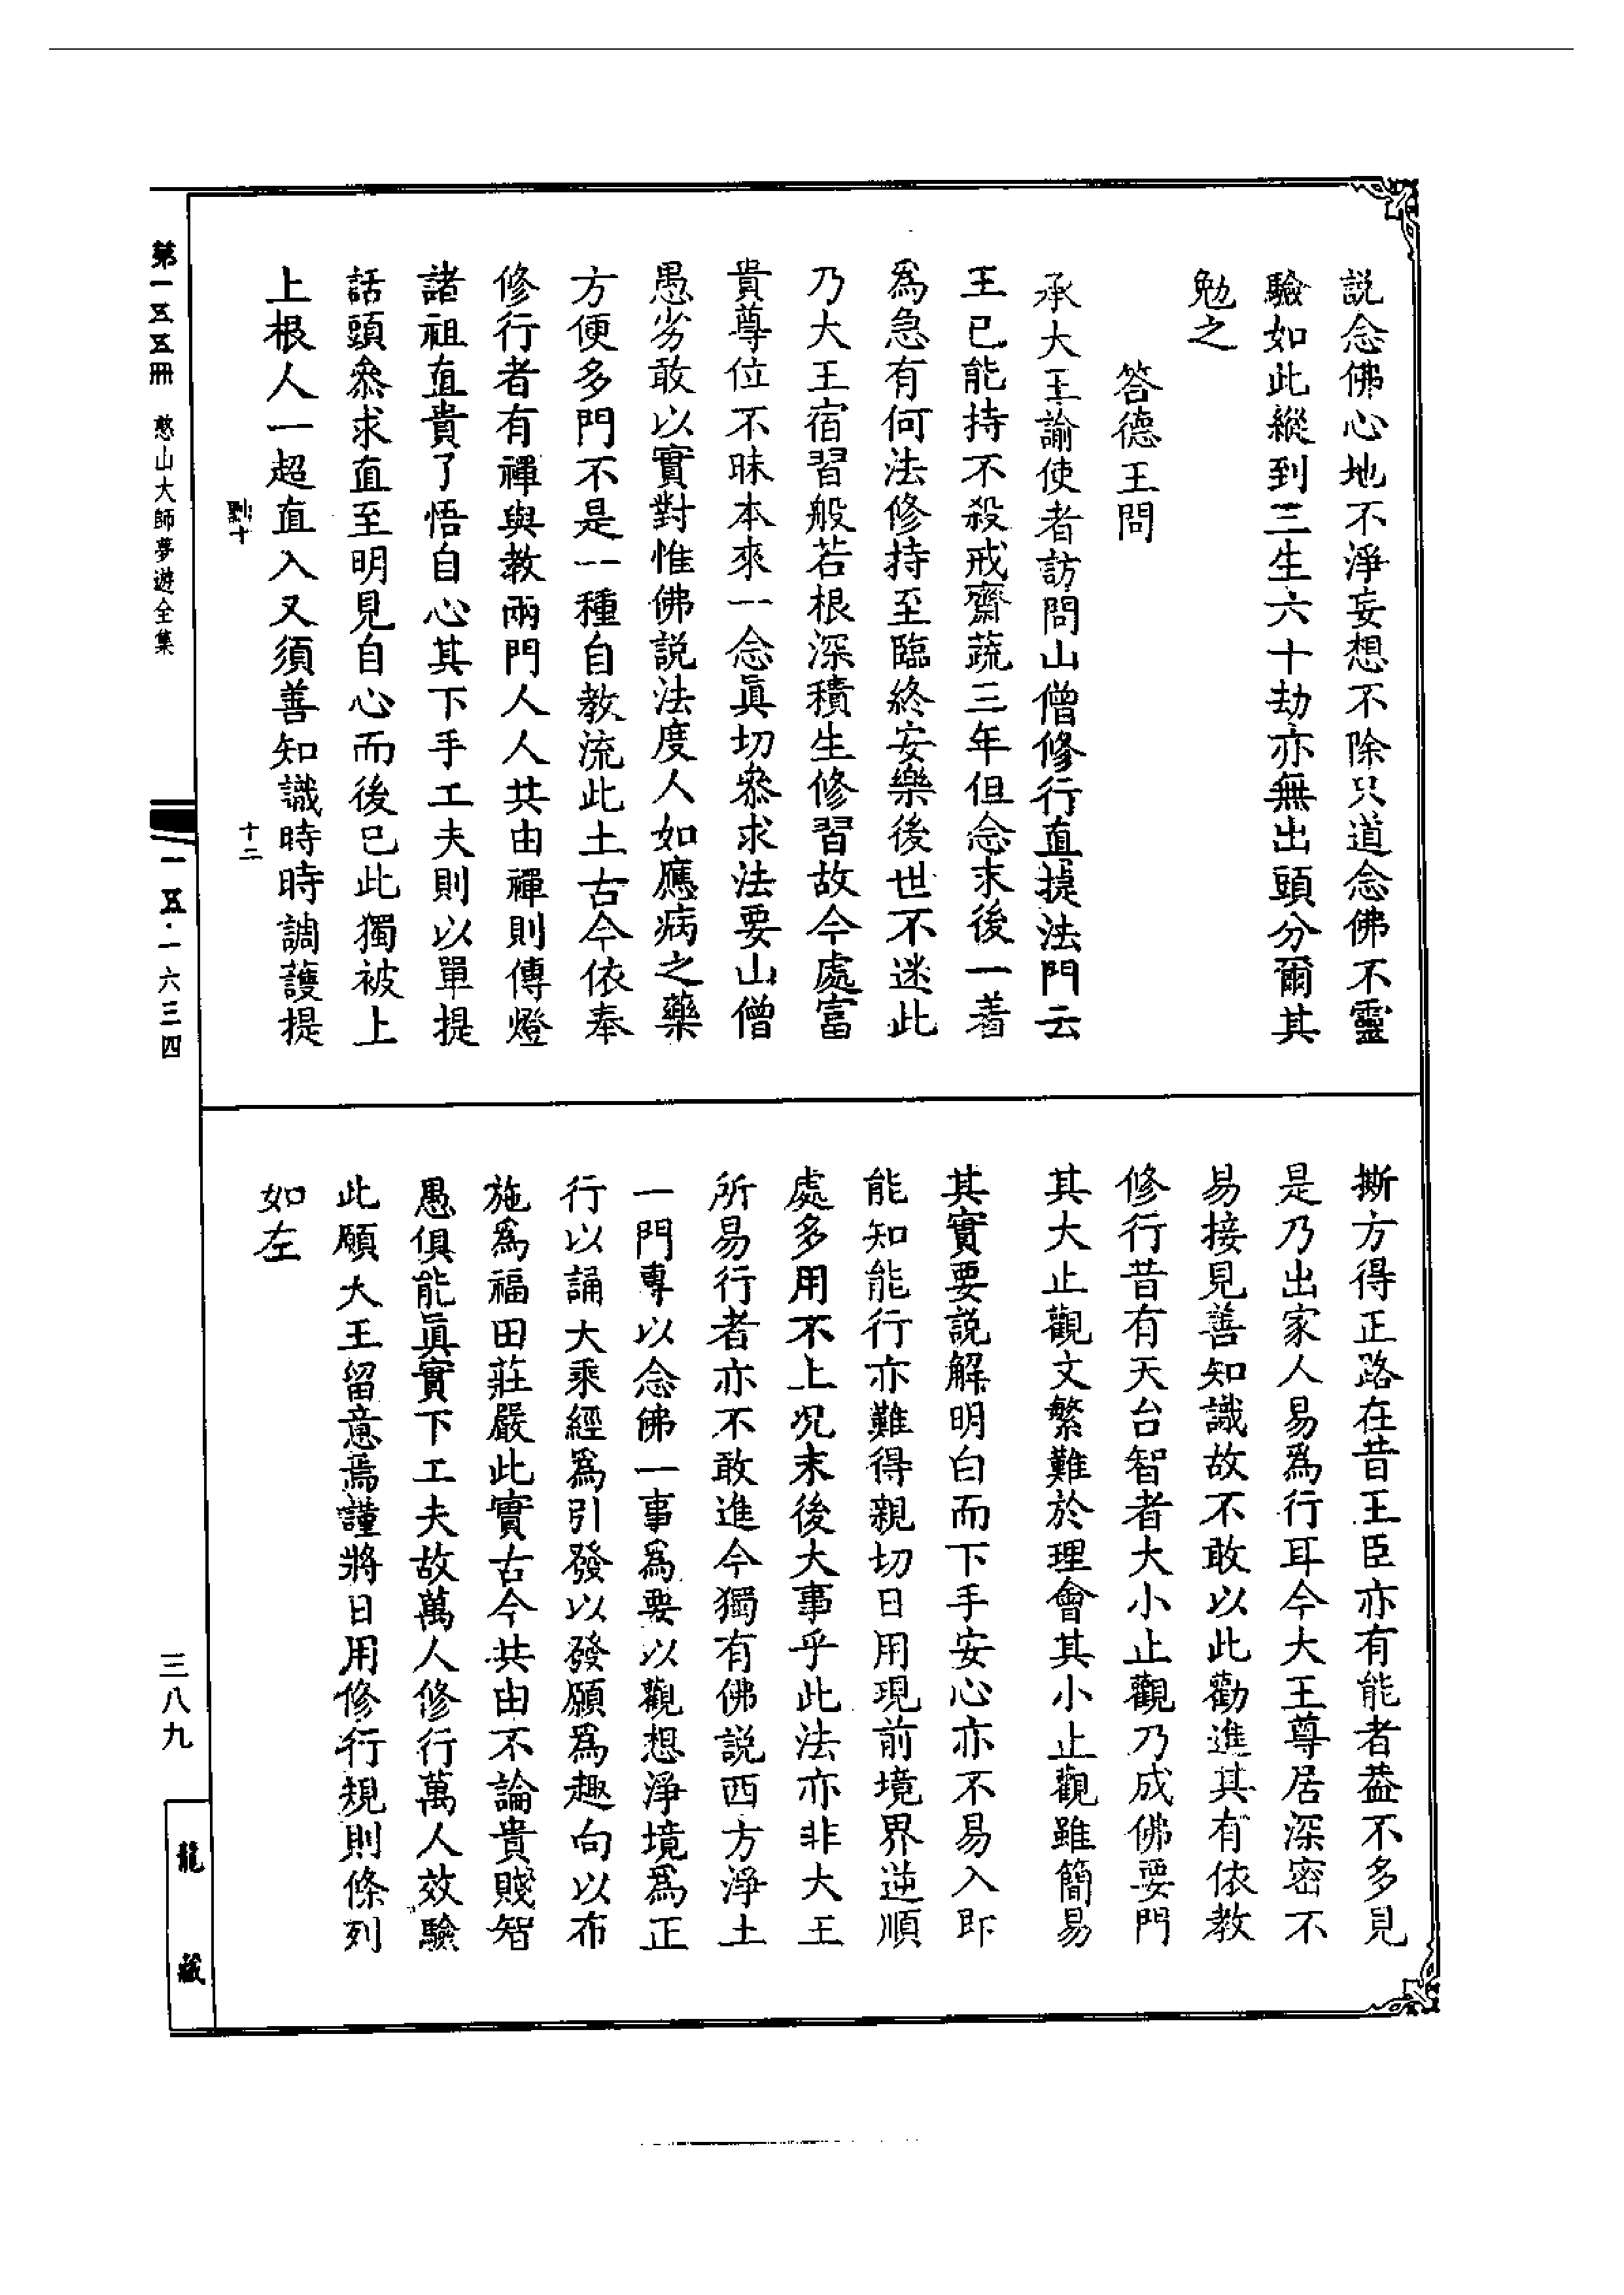 説念佛心地不淨妄想不除只道念佛不靈
驗如此縱到三生六十劫亦無出頭分爾其
勉之
答德王問
承大王諭使者訪問山僧修行直捷法門云
王已能持不殺戒齋蔬三年但念末後一着
爲急有何法修持至臨終安樂後世不迷此
乃大王宿習般若根深積生修習故今處富
貴尊位不昧本來一念眞切叅求法要山僧
愚劣敢以實對惟佛説法度人如應病之藥
方便多門不是一種自教流此土古今依奉
修行者有禪與教兩門人人共由禪則傳燈
諸祖直貴了悟自心其下手工夫則以單提
話頭叅求直至明見自心而後已此獨被上
上根人一超直入又須善知識時時調護提
撕方得正路在昔王臣亦有能者葢不多見
是乃出家人易爲行耳今大王尊居深密不
易接見善知識故不敢以此勸進其有依教
修行昔有天台智者大小止觀乃成佛要門
其大止觀文繁難於理會其小止觀雖簡易
其實要説解明白而下手安心亦不易入即
能知能行亦難得親切日用現前境界逆順
處多用不上况末後大事乎此法亦非大王
所易行者亦不敢進今獨有佛説西方淨土
一門專以念佛一事爲要以觀想淨境爲正
行以誦大乘經爲引發以發願爲趣向以布
施爲福田莊嚴此實古今共由不論貴賤智
愚俱能眞實下工夫故萬人修行萬人效驗
此願大王留意焉謹將日用修行規則條列
如左
十二
第一五五冊 憨山大師夢遊全集
一五·一六三四
三八九
龍藏